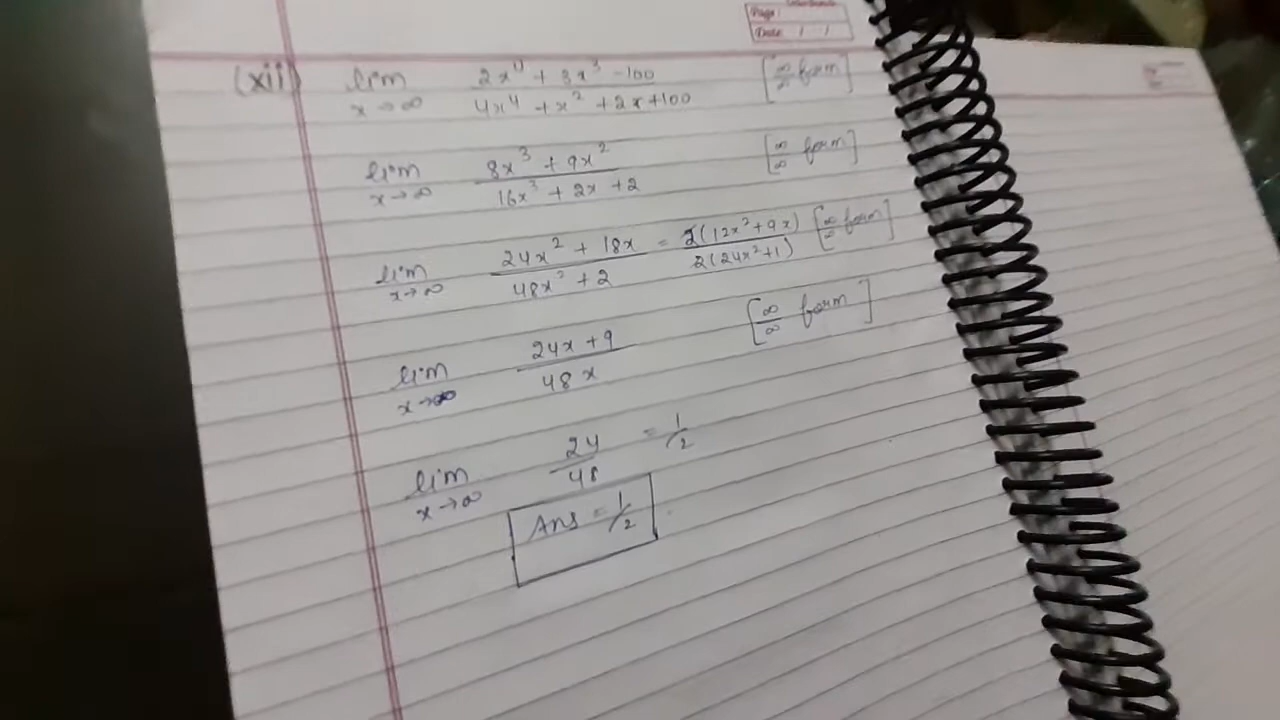 Page:
Date / /
(xii) lim x→∞ (2x⁴ + 3x³ - 100)/(4x⁴ + x² + 2x + 100) [∞/∞ form]
lim x→∞ (8x³ + 9x²)/(16x³ + 2x + 2) [∞/∞ form]
lim x→∞ (24x² + 18x)/(48x² + 2) = 2(12x² + 9x)/2(24x² + 1) [∞/∞ form]
lim x→∞ (24x + 9)/(48x) [∞/∞ form]
lim x→∞ 24/48 = 1/2
Ans = 1/2